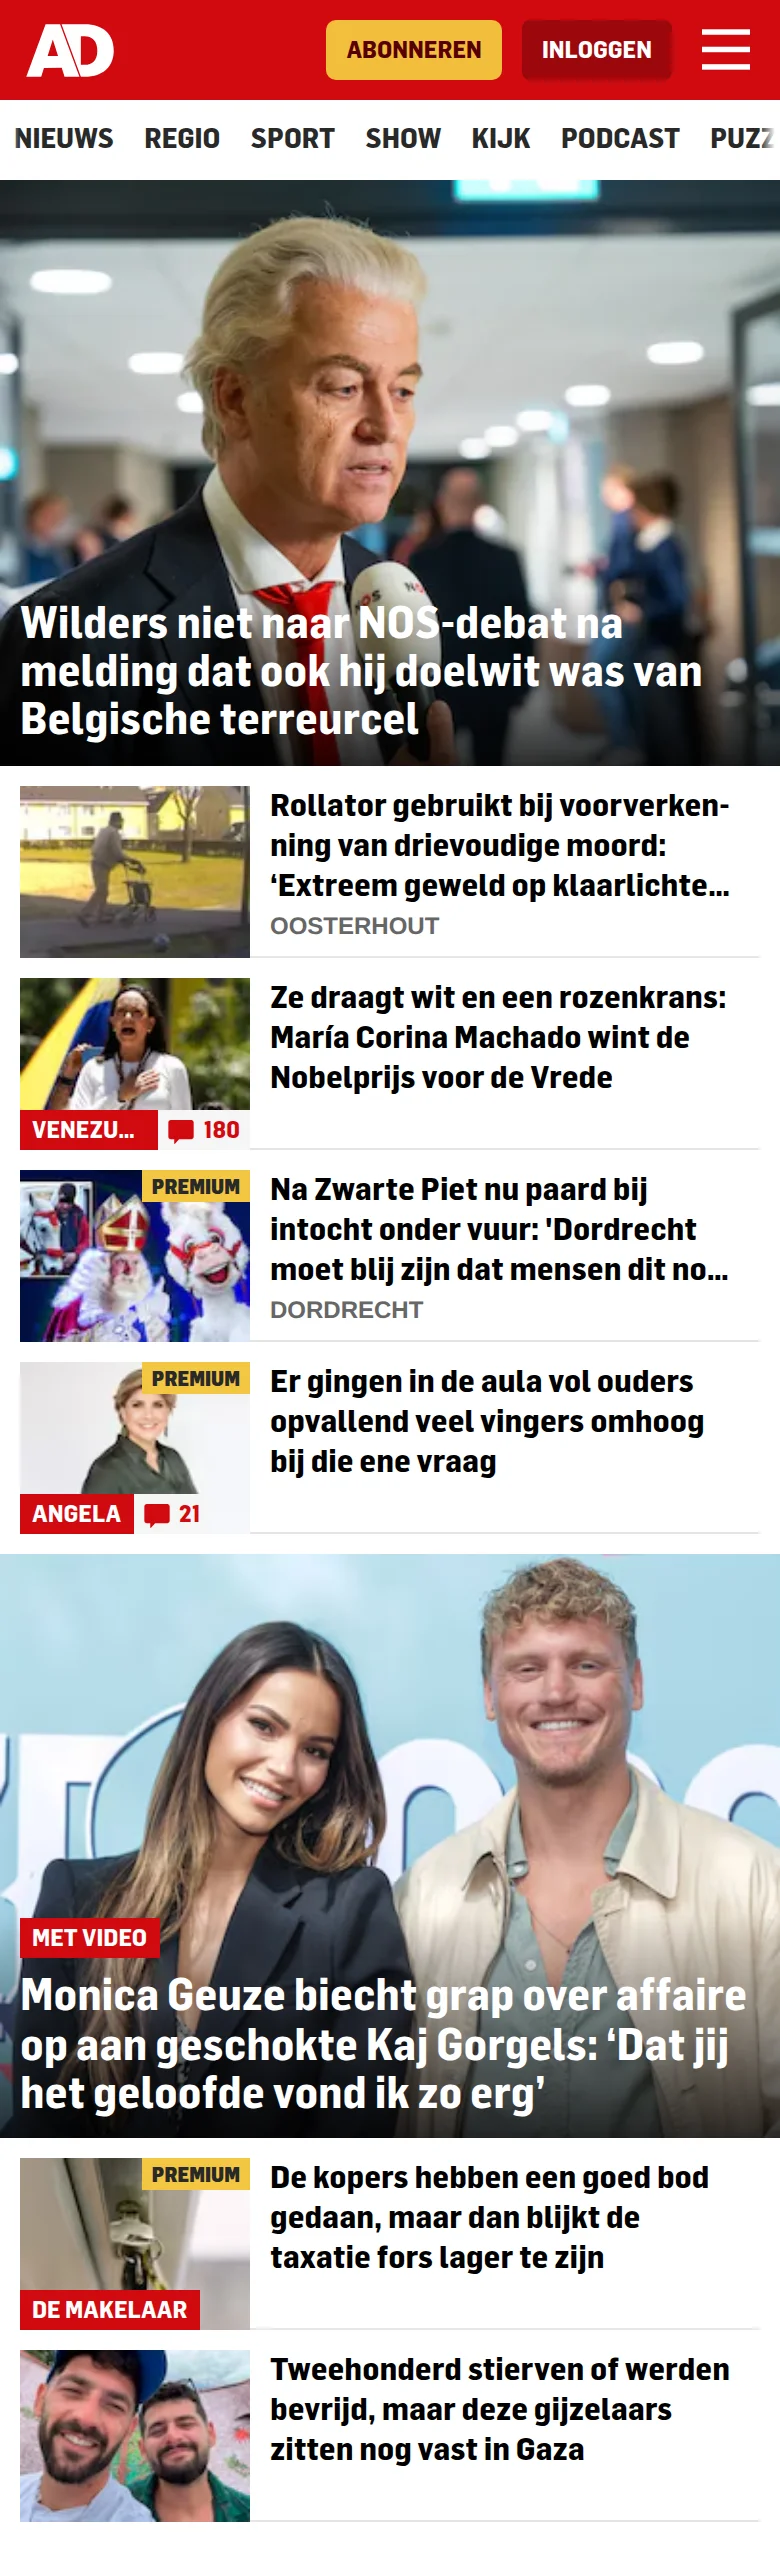 AD
ABONNEREN
INLOGGEN
NIEUWS REGIO SPORT SHOW KIJK PODCAST PUZZ
NOS
Wilders niet naar NOS-debat na
melding dat ook hij doelwit was van
Belgische terreurcel
Rollator gebruikt bij voorverken-
ning van drievoudige moord:
‘Extreem geweld op klaarlichte...
OOSTERHOUT
Ze draagt wit en een rozenkrans:
María Corina Machado wint de
Nobelprijs voor de Vrede
VENEZU...
180
PREMIUM
Na Zwarte Piet nu paard bij
intocht onder vuur: 'Dordrecht
moet blij zijn dat mensen dit no...
DORDRECHT
PREMIUM
Er gingen in de aula vol ouders
opvallend veel vingers omhoog
bij die ene vraag
ANGELA
21
MET VIDEO
Monica Geuze biecht grap over affaire
op aan geschokte Kaj Gorgels: ‘Dat jij
het geloofde vond ik zo erg’
PREMIUM
De kopers hebben een goed bod
gedaan, maar dan blijkt de
taxatie fors lager te zijn
DE MAKELAAR
Tweehonderd stierven of werden
bevrijd, maar deze gijzelaars
zitten nog vast in Gaza